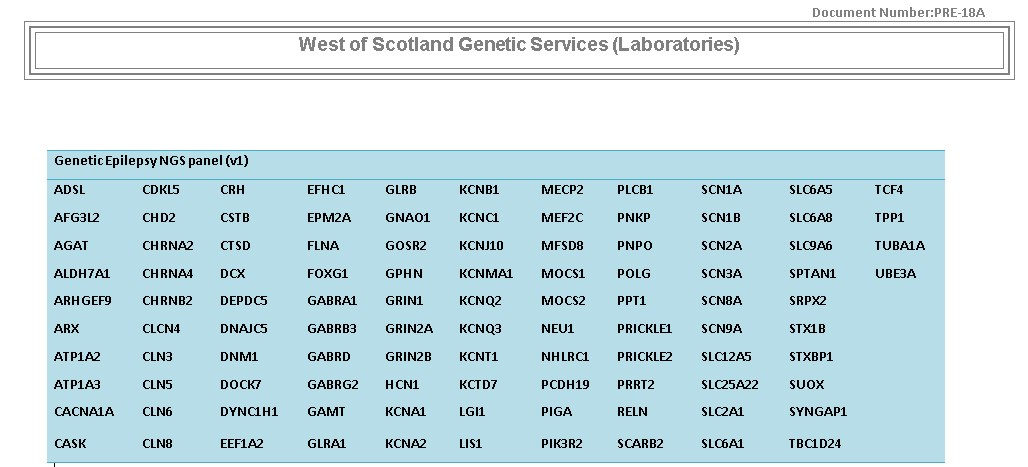 Document Number:PRE-18A
West of Scotland Genetic Services (Laboratories)
Genetic Epilepsy NGS panel (v1)
ADSL CDKL5 CRH EFHC1 GLRB KCNB1 MECP2 PLCB1 SCN1A SLC6A5 TCF4
AFG3L2 CHD2 CSTB EPM2A GNAO1 KCNC1 MEF2C PNKP SCN1B SLC6A8 TPP1
AGAT CHRNA2 CTSD FLNA GOSR2 KCNJ10 MFSD8 PNPO SCN2A SLC9A6 TUBA1A
ALDH7A1 CHRNA4 DCX FOXG1 GPHN KCNMA1 MOCS1 POLG SCN3A SPTAN1 UBE3A
ARHGEF9 CHRNB2 DEPDC5 GABRA1 GRIN1 KCNQ2 MOCS2 PPT1 SCN8A SRPX2
ARX CLCN4 DNAJC5 GABRB3 GRIN2A KCNQ3 NEU1 PRICKLE1 SCN9A STX1B
ATP1A2 CLN3 DNM1 GABRD GRIN2B KCNT1 NHLRC1 PRICKLE2 SLC12A5 STXBP1
ATP1A3 CLN5 DOCK7 GABRG2 HCN1 KCTD7 PCDH19 PRRT2 SLC25A22 SUOX
CACNA1A CLN6 DYNC1H1 GAMT KCNA1 LGI1 PIGA RELN SLC2A1 SYNGAP1
CASK CLN8 EEF1A2 GLRA1 KCNA2 LIS1 PIK3R2 SCARB2 SLC6A1 TBC1D24